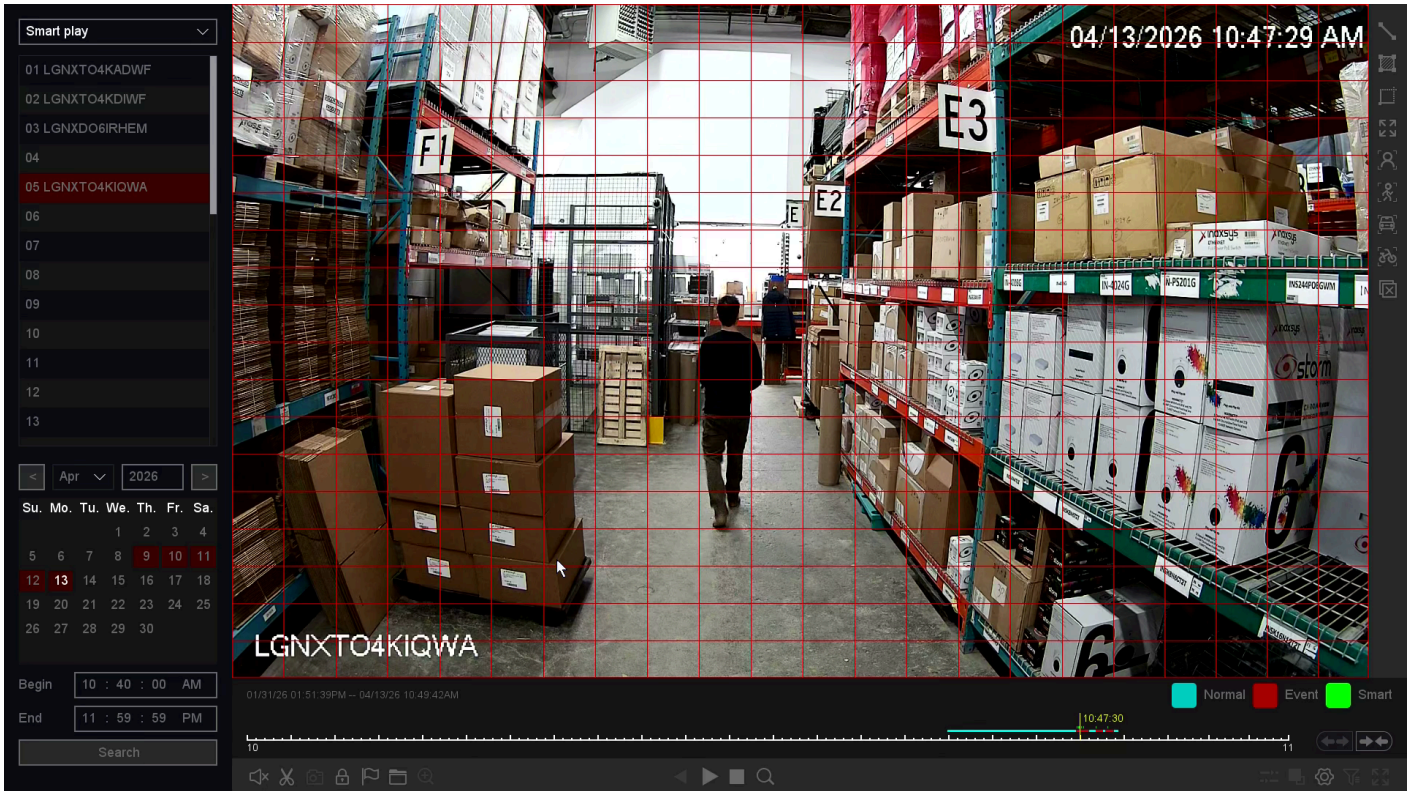 Smart play
01 LGNXTO4KADWF
02 LGNXTO4KDIWF
03 LGNXDO6IRHEM
04
05 LGNXTO4KIQWA
06
07
08
09
10
11
12
13
< Apr 2026 >
Su. Mo. Tu. We. Th. Fr. Sa.
1 2 3 4
5 6 7 8 9 10 11
12 13 14 15 16 17 18
19 20 21 22 23 24 25
26 27 28 29 30
Begin 10 : 40 : 00 AM
End 11 : 59 : 59 PM
Search
04/13/2026 10:47:29 AM
F1
E3
E2
E
inaxsys
inaxsys
IN-4024G
N-PS201G
INS244PD8GWM
inaxsys
inaxsys
storm
LGNXTO4KIQWA
01/31/26 01:51:39PM -- 04/13/26 10:49:42AM
Normal Event Smart
10:47:30
10 11